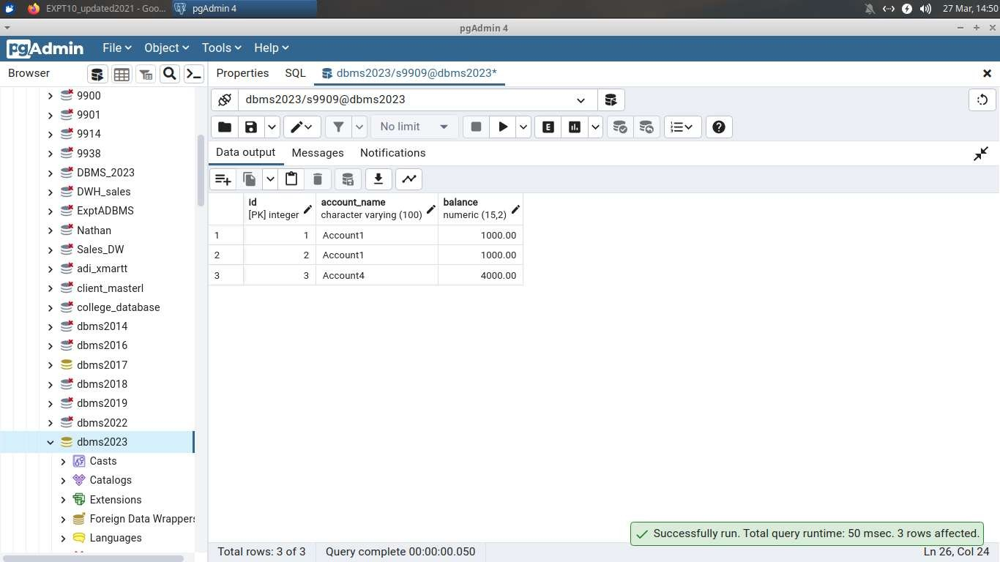 EXPT10_updated2021 - Goo...
pgAdmin 4
27 Mar, 14:50
pgAdmin 4
pgAdmin
File
Object
Tools
Help
Browser
Properties
SQL
dbms2023/s9909@dbms2023*
9900
9901
9914
9938
DBMS_2023
DWH_sales
ExptADBMS
Nathan
Sales_DW
adi_xmartt
client_masterl
college_database
dbms2014
dbms2016
dbms2017
dbms2018
dbms2019
dbms2022
dbms2023
Casts
Catalogs
Extensions
Foreign Data Wrappers
Languages
dbms2023/s9909@dbms2023
No limit
E
Data output Messages Notifications
id account_name balance
[PK] integer character varying (100) numeric (15,2)
1 1 Account1 1000.00
2 2 Account1 1000.00
3 3 Account4 4000.00
Successfully run. Total query runtime: 50 msec. 3 rows affected.
Total rows: 3 of 3 Query complete 00:00:00.050 Ln 26, Col 24